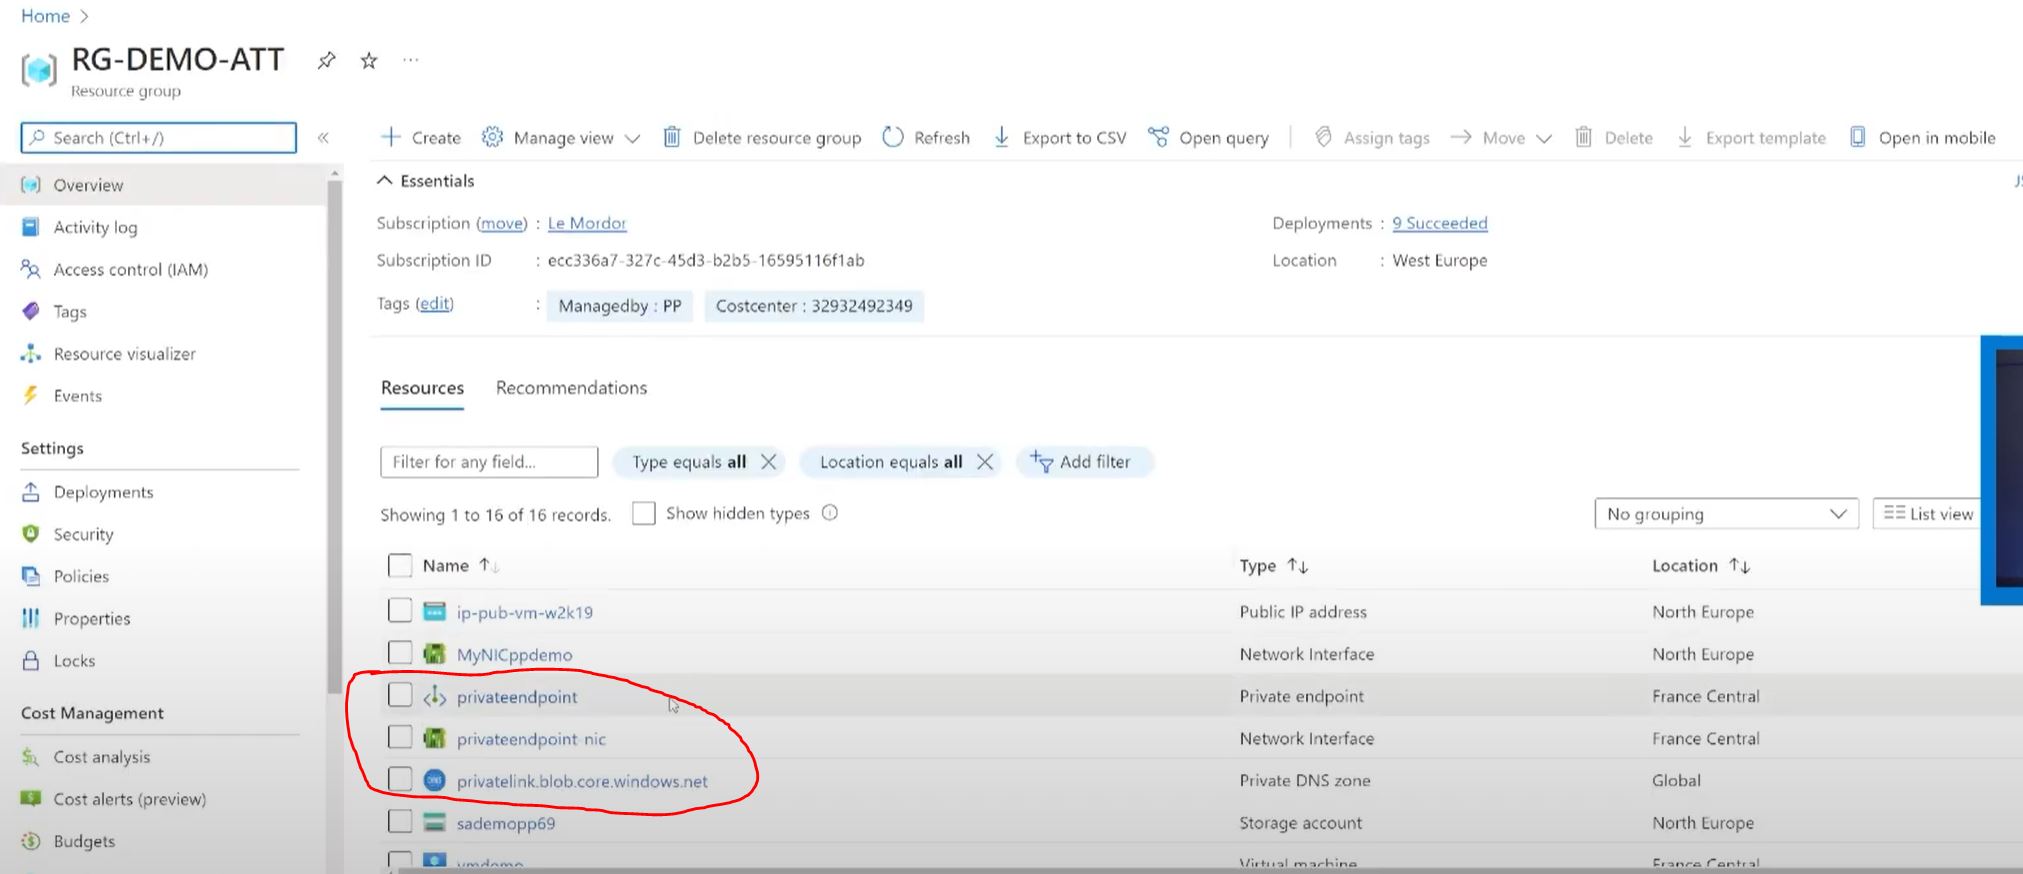 Home >
RG-DEMO-ATT ...
Resource group
Search (Ctrl+/) «
Create Manage view Delete resource group Refresh Export to CSV Open query Assign tags Move Delete Export template Open in mobile
Overview
Activity log
Access control (IAM)
Tags
Resource visualizer
Events
Settings
Deployments
Security
Policies
Properties
Locks
Cost Management
Cost analysis
Cost alerts (preview)
Budgets
Essentials
Subscription (move) : Le Mordor
Deployments : 9 Succeeded
Subscription ID : ecc336a7-327c-45d3-b2b5-16595116f1ab
Location : West Europe
Tags (edit) : Managedby : PP Costcenter : 32932492349
Resources Recommendations
Filter for any field... Type equals all Location equals all Add filter
Showing 1 to 16 of 16 records. Show hidden types
No grouping List view
Name Type Location
ip-pub-vm-w2k19 Public IP address North Europe
MyNICppdemo Network Interface North Europe
privateendpoint Private endpoint France Central
privateendpoint-nic Network Interface France Central
privatelink.blob.core.windows.net Private DNS zone Global
sademopp69 Storage account North Europe
vmdemo Virtual machine France Central